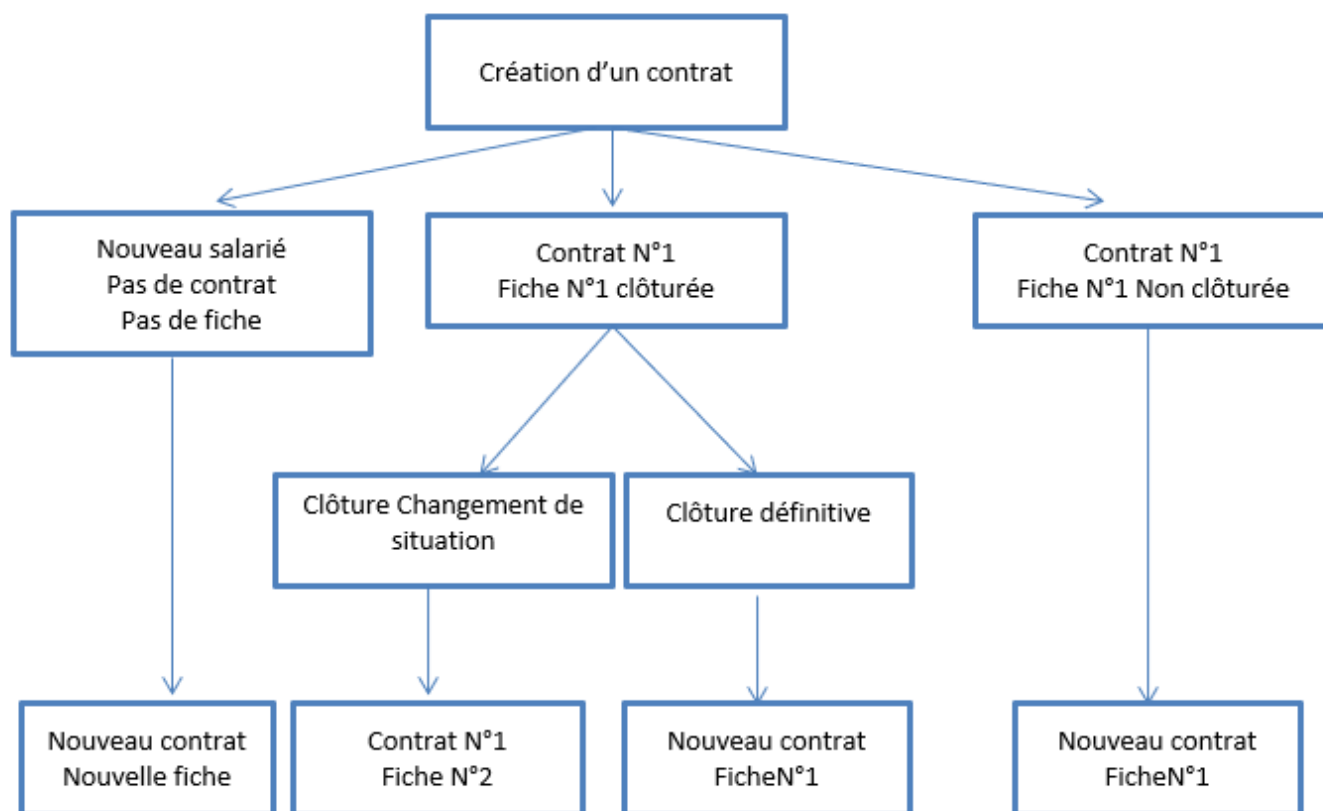 Création d’un contrat
Nouveau salarié
Pas de contrat
Pas de fiche
Contrat N°1
Fiche N°1 clôturée
Contrat N°1
Fiche N°1 Non clôturée
Clôture Changement de
situation
Clôture définitive
Nouveau contrat
Nouvelle fiche
Contrat N°1
Fiche N°2
Nouveau contrat
FicheN°1
Nouveau contrat
FicheN°1